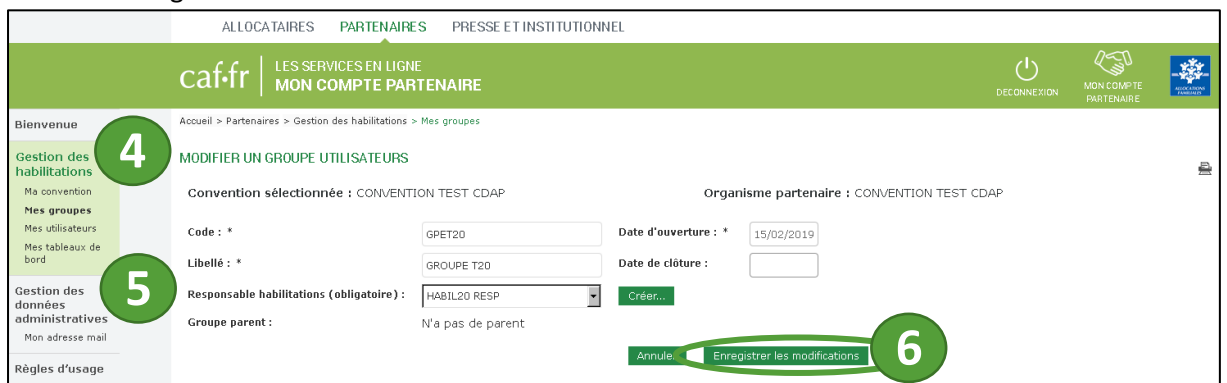 ALLOCATAIRES PARTENAIRES PRESSE ET INSTITUTIONNEL
caf.fr LES SERVICES EN LIGNE
MON COMPTE PARTENAIRE
DECONNEXION
MON COMPTE
PARTENAIRE
ALLOCATIONS
FAMILIALES
Bienvenue
Gestion des
habilitations
Ma convention
Mes groupes
Mes utilisateurs
Mes tableaux de
bord
Gestion des
données
administratives
Mon adresse mail
Règles d'usage
4
5
Accueil > Partenaires > Gestion des habilitations > Mes groupes
MODIFIER UN GROUPE UTILISATEURS
Convention sélectionnée : CONVENTION TEST CDAP Organisme partenaire : CONVENTION TEST CDAP
Code : * GPET20 Date d'ouverture : * 15/02/2019
Libellé : * GROUPE T20 Date de clôture :
Responsable habilitations (obligatoire) : HABIL20 RESP Créer...
Groupe parent : N'a pas de parent
Enregistrer les modifications
6